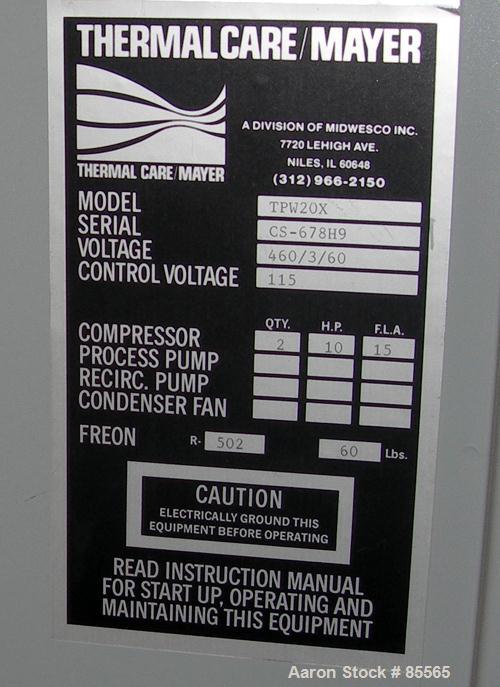 THERMAL CARE/MAYER
THERMAL CARE/MAYER
A DIVISION OF MIDWESCO INC.
7720 LEHIGH AVE.
NILES, IL 60648
(312) 966-2150
MODEL TPW20X
SERIAL CS-678H9
VOLTAGE 460/3/60
CONTROL VOLTAGE 115
QTY. H.P. F.L.A.
COMPRESSOR 2 10 15
PROCESS PUMP
RECIRC. PUMP
CONDENSER FAN
FREON R- 502 60 Lbs.
CAUTION
ELECTRICALLY GROUND THIS
EQUIPMENT BEFORE OPERATING
READ INSTRUCTION MANUAL
FOR START UP, OPERATING AND
MAINTAINING THIS EQUIPMENT
Aaron Stock # 85565